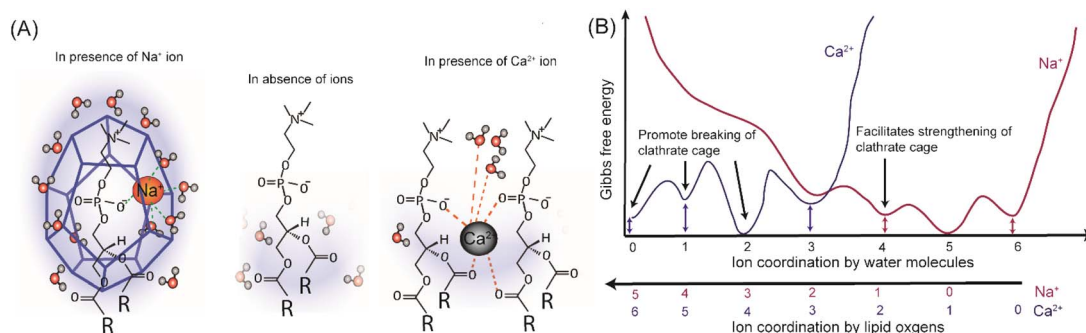 (A)
In presence of Na⁺ ion
In absence of ions
In presence of Ca²⁺ ion
N⁺
O
O=P-O⁻
O
H
O
O
O
O
R
R
Na⁺
N⁺
O
O=P-O⁻
O
H
O
O
O
O
R
R
N⁺
O
O=P-O⁻
O
H
O
O
O
O
R
R
Ca²⁺
N⁺
O
O=P-O⁻
O
H
O
O
O
O
R
R
(B)
Gibbs free energy
Ca²⁺
Na⁺
Promote breaking of
clathrate cage
Facilitates strengthening of
clathrate cage
0 1 2 3 4 5 6
Ion coordination by water molecules
5 4 3 2 1 0 Na⁺
6 5 4 3 2 1 0 Ca²⁺
Ion coordination by lipid oxygens